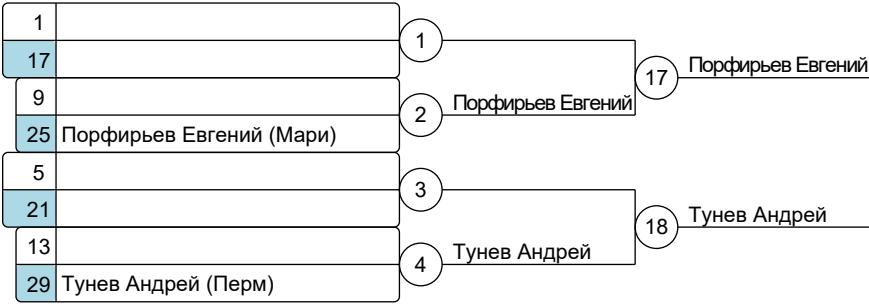 1
17
1
9
25 Порфирьев Евгений (Мари)
2
Порфирьев Евгений
17
Порфирьев Евгений
5
21
3
13
29 Тунев Андрей (Перм)
4
Тунев Андрей
18
Тунев Андрей